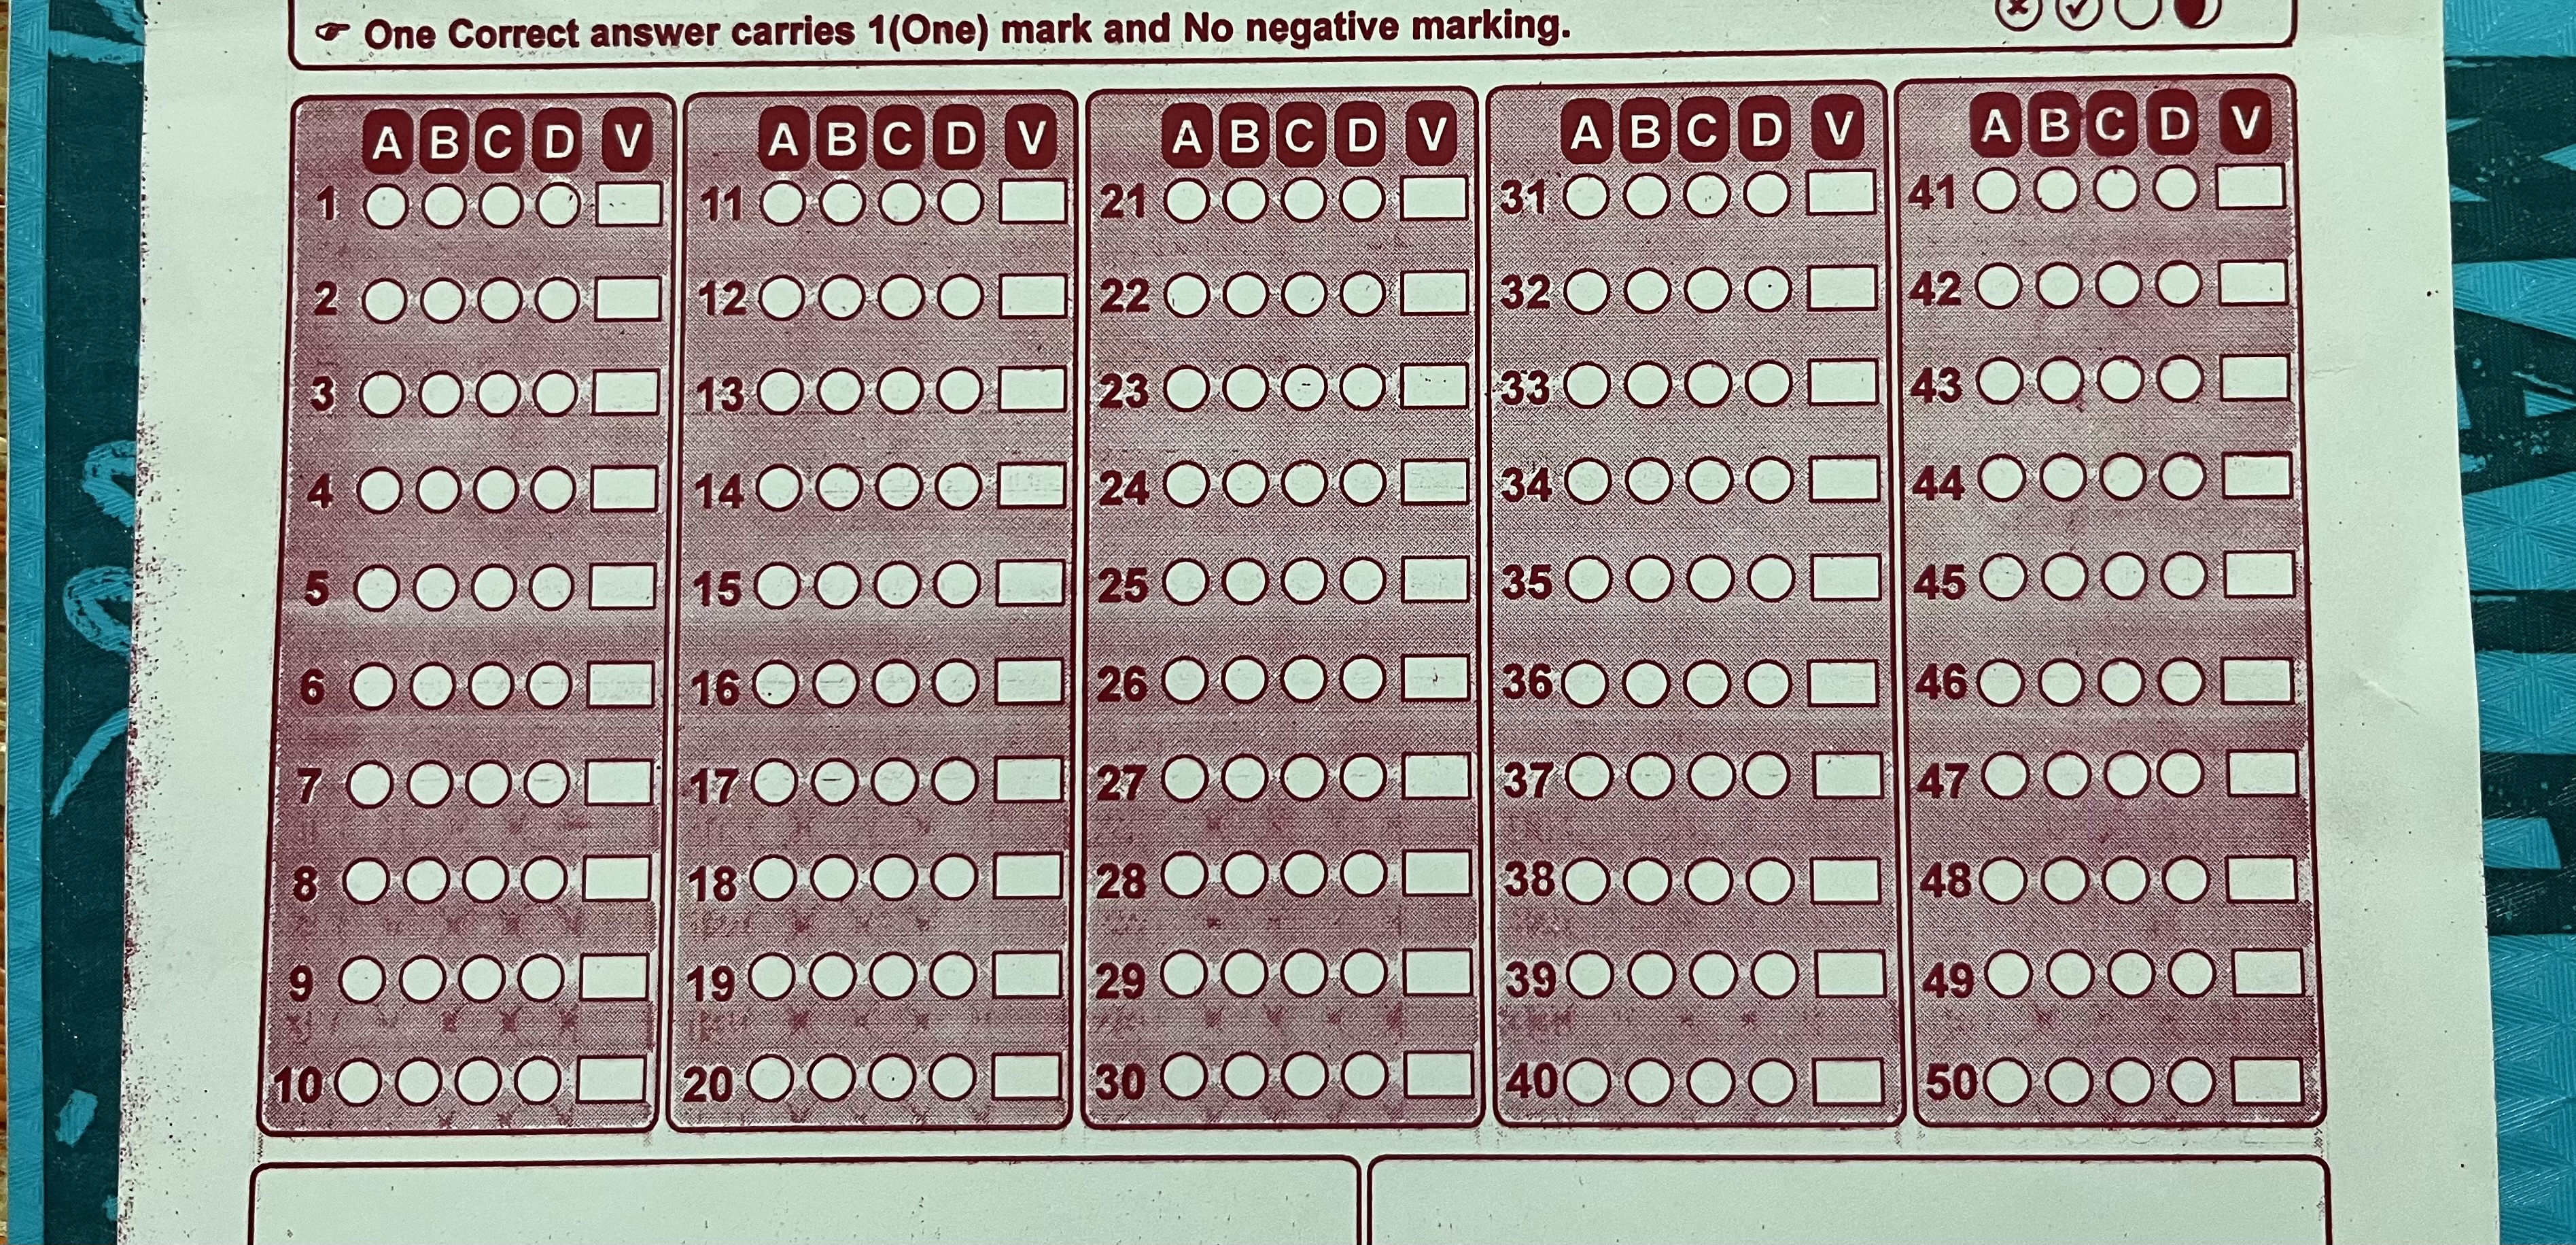 ☞ One Correct answer carries 1(One) mark and No negative marking.
A B C D V A B C D V A B C D V A B C D V A B C D V
1 11 21 31 41
2 12 22 32 42
3 13 23 33 43
4 14 24 34 44
5 15 25 35 45
6 16 26 36 46
7 17 27 37 47
8 18 28 38 48
9 19 29 39 49
10 20 30 40 50